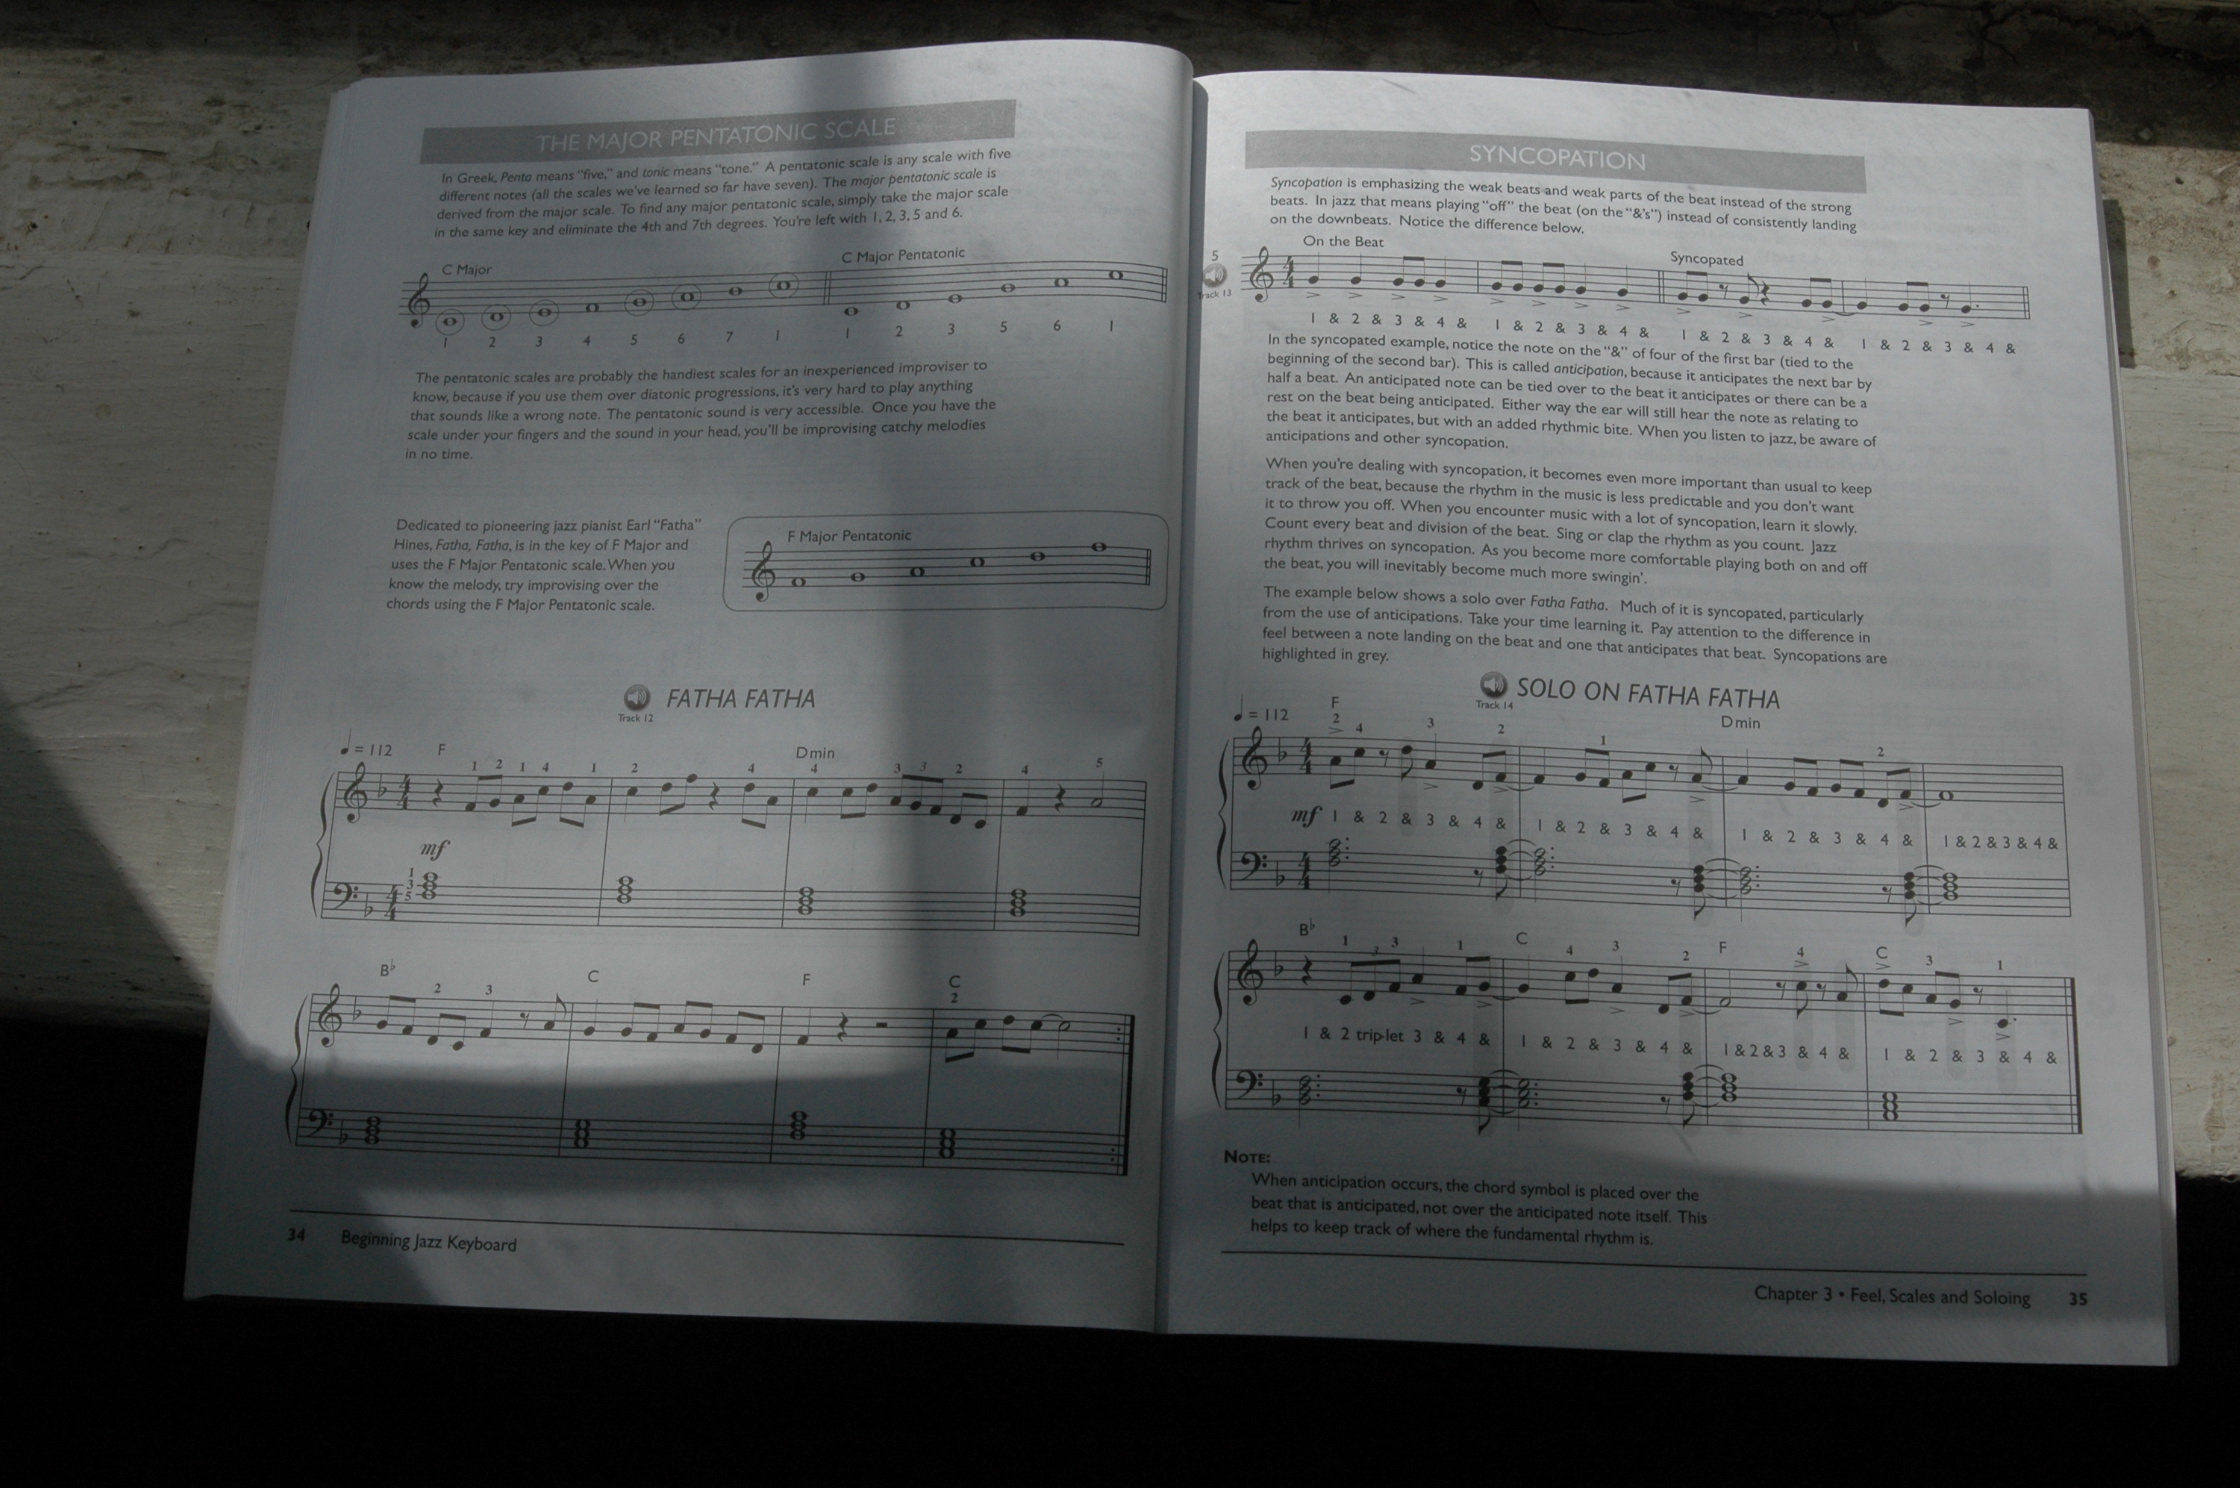 THE MAJOR PENTATONIC SCALE
In Greek, Penta means "five," and tonic means "tone." A pentatonic scale is any scale with five
different notes (all the scales we've learned so far have seven). The major pentatonic scale is
derived from the major scale. To find any major pentatonic scale, simply take the major scale
in the same key and eliminate the 4th and 7th degrees. You're left with 1, 2, 3, 5 and 6.
C Major
C Major Pentatonic
1 2 3 4 5 6 7 1 1 2 3 5 6 1
The pentatonic scales are probably the handiest scales for an inexperienced improviser to
know, because if you use them over diatonic progressions, it's very hard to play anything
that sounds like a wrong note. The pentatonic sound is very accessible. Once you have the
scale under your fingers and the sound in your head, you'll be improvising catchy melodies
in no time.
Dedicated to pioneering jazz pianist Earl "Fatha"
Hines, Fatha, Fatha, is in the key of F Major and
uses the F Major Pentatonic scale. When you
know the melody, try improvising over the
chords using the F Major Pentatonic scale.
F Major Pentatonic
FATHA FATHA
Track 12
♩ = 112 F Dmin
1 2 1 4 1 2 4 4 3 3 2 4 5
4 4
mf
1
3
5
4 4
B♭ C F C
2 3 2
34 Beginning Jazz Keyboard
SYNCOPATION
Syncopation is emphasizing the weak beats and weak parts of the beat instead of the strong
beats. In jazz that means playing "off" the beat (on the "&'s") instead of consistently landing
on the downbeats. Notice the difference below.
5
Track 13
On the Beat
Syncopated
4 4
1 & 2 & 3 & 4 & 1 & 2 & 3 & 4 & 1 & 2 & 3 & 4 & 1 & 2 & 3 & 4 &
In the syncopated example, notice the note on the "&" of four of the first bar (tied to the
beginning of the second bar). This is called anticipation, because it anticipates the next bar by
half a beat. An anticipated note can be tied over to the beat it anticipates or there can be a
rest on the beat being anticipated. Either way the ear will still hear the note as relating to
the beat it anticipates, but with an added rhythmic bite. When you listen to jazz, be aware of
anticipations and other syncopation.
When you're dealing with syncopation, it becomes even more important than usual to keep
track of the beat, because the rhythm in the music is less predictable and you don't want
it to throw you off. When you encounter music with a lot of syncopation, learn it slowly.
Count every beat and division of the beat. Sing or clap the rhythm as you count. Jazz
rhythm thrives on syncopation. As you become more comfortable playing both on and off
the beat, you will inevitably become much more swingin'.
The example below shows a solo over Fatha Fatha. Much of it is syncopated, particularly
from the use of anticipations. Take your time learning it. Pay attention to the difference in
feel between a note landing on the beat and one that anticipates that beat. Syncopations are
highlighted in grey.
SOLO ON FATHA FATHA
Track 14
♩ = 112 F Dmin
2 4 3 2 1 2
4 4
mf 1 & 2 & 3 & 4 & 1 & 2 & 3 & 4 & 1 & 2 & 3 & 4 & 1 & 2 & 3 & 4 &
4 4
B♭ C F C
1 3 3 1 4 3 2 4 3 1
1 & 2 trip-let 3 & 4 & 1 & 2 & 3 & 4 & 1 & 2 & 3 & 4 & 1 & 2 & 3 & 4 &
NOTE:
When anticipation occurs, the chord symbol is placed over the
beat that is anticipated, not over the anticipated note itself. This
helps to keep track of where the fundamental rhythm is.
Chapter 3 • Feel, Scales and Soloing 35